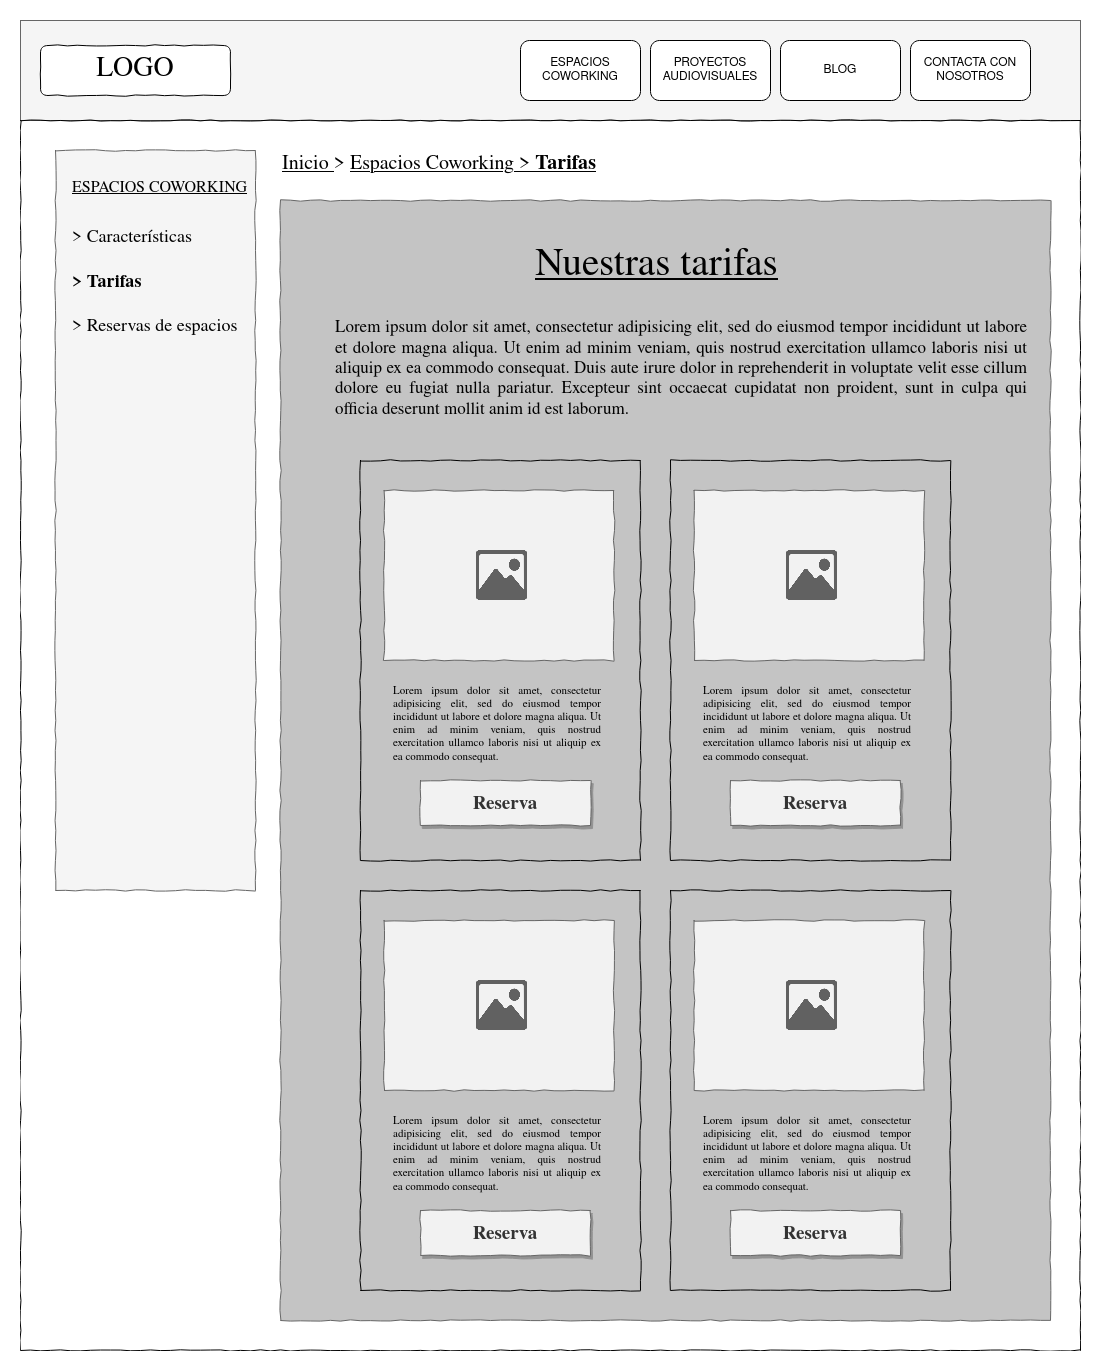 LOGO
ESPACIOS
COWORKING
PROYECTOS
AUDIOVISUALES
BLOG
CONTACTA CON
NOSOTROS
ESPACIOS COWORKING
> Características
> Tarifas
> Reservas de espacios
Inicio > Espacios Coworking > Tarifas
Nuestras tarifas
Lorem ipsum dolor sit amet, consectetur adipisicing elit, sed do eiusmod tempor incididunt ut labore
et dolore magna aliqua. Ut enim ad minim veniam, quis nostrud exercitation ullamco laboris nisi ut
aliquip ex ea commodo consequat. Duis aute irure dolor in reprehenderit in voluptate velit esse cillum
dolore eu fugiat nulla pariatur. Excepteur sint occaecat cupidatat non proident, sunt in culpa qui
officia deserunt mollit anim id est laborum.
Lorem ipsum dolor sit amet, consectetur
adipisicing elit, sed do eiusmod tempor
incididunt ut labore et dolore magna aliqua. Ut
enim ad minim veniam, quis nostrud
exercitation ullamco laboris nisi ut aliquip ex
ea commodo consequat.
Reserva
Lorem ipsum dolor sit amet, consectetur
adipisicing elit, sed do eiusmod tempor
incididunt ut labore et dolore magna aliqua. Ut
enim ad minim veniam, quis nostrud
exercitation ullamco laboris nisi ut aliquip ex
ea commodo consequat.
Reserva
Lorem ipsum dolor sit amet, consectetur
adipisicing elit, sed do eiusmod tempor
incididunt ut labore et dolore magna aliqua. Ut
enim ad minim veniam, quis nostrud
exercitation ullamco laboris nisi ut aliquip ex
ea commodo consequat.
Reserva
Lorem ipsum dolor sit amet, consectetur
adipisicing elit, sed do eiusmod tempor
incididunt ut labore et dolore magna aliqua. Ut
enim ad minim veniam, quis nostrud
exercitation ullamco laboris nisi ut aliquip ex
ea commodo consequat.
Reserva